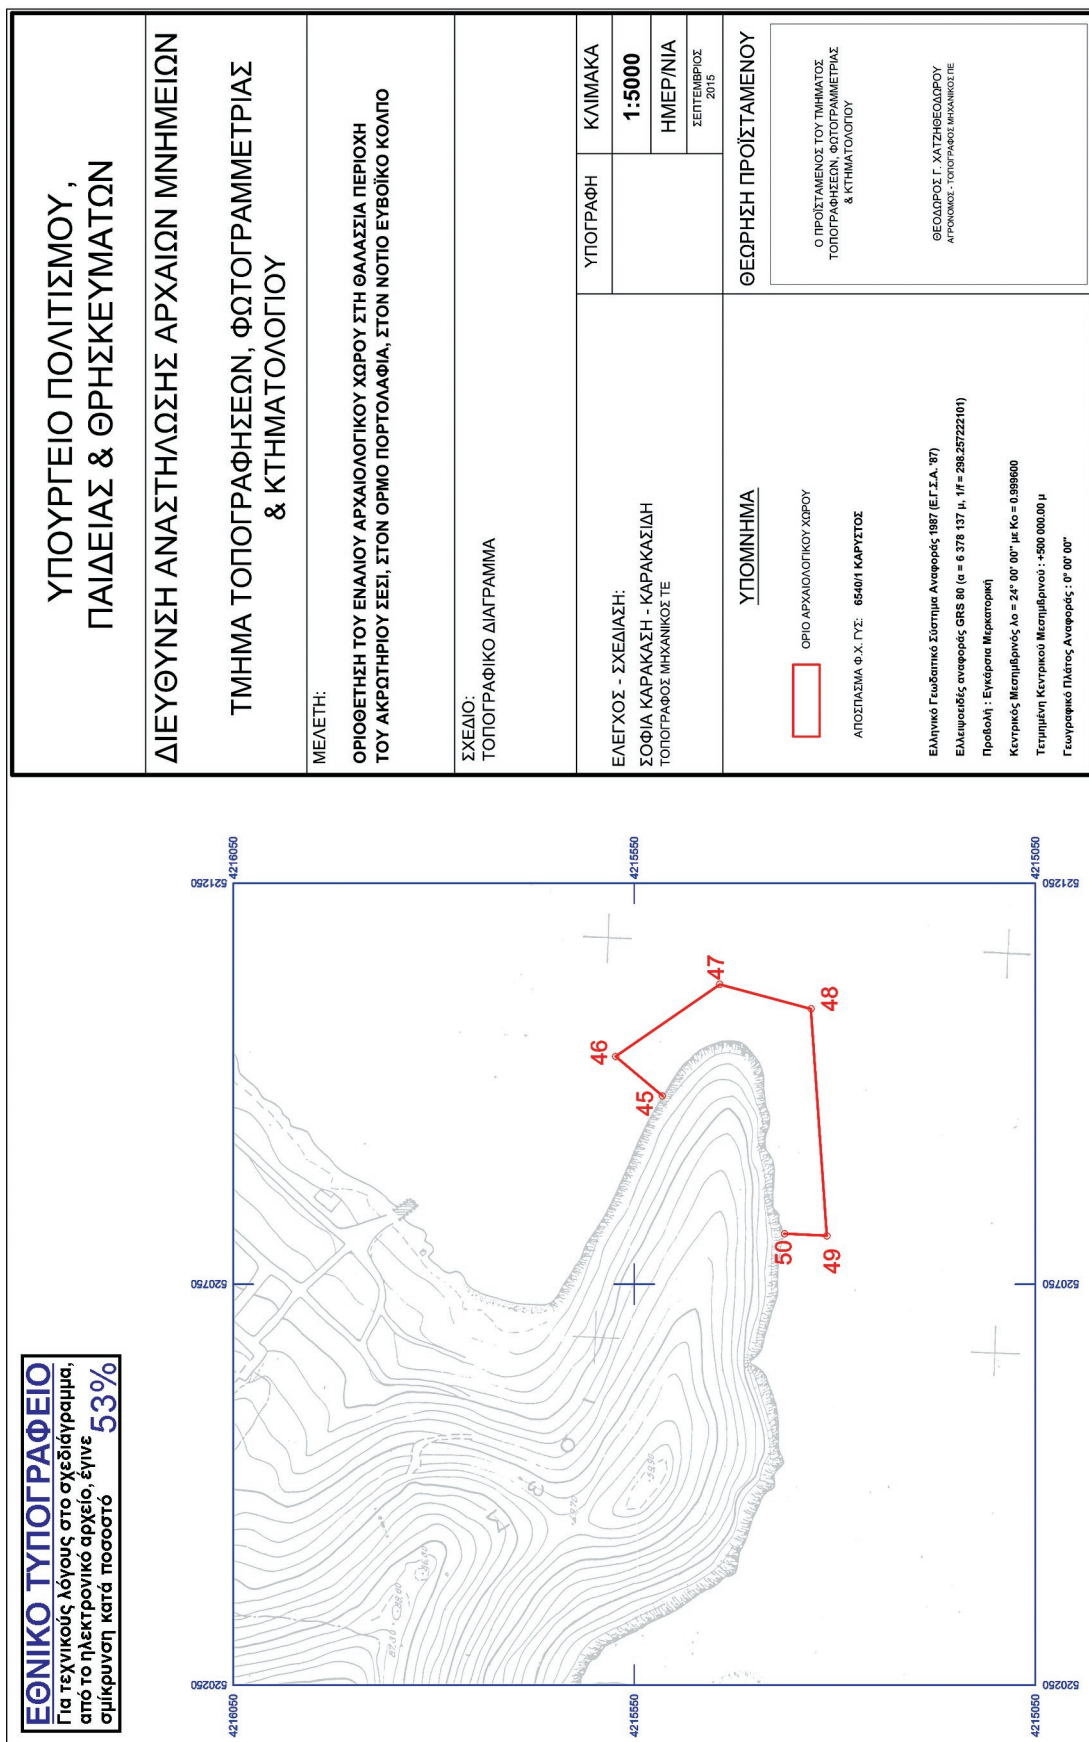 ΕΘΝΙΚΟ ΤΥΠΟΓΡΑΦΕΙΟ
Για τεχνικούς λόγους στο σχεδιάγραμμα,
από το ηλεκτρονικό αρχείο, έγινε
σμίκρυνση κατά ποσοστό 53%
520250
520750
521250
4216050
4216050
4215550
4215550
4215050
4215050
520250
520750
521250
45
46
47
48
49
50
ΥΠΟΥΡΓΕΙΟ ΠΟΛΙΤΙΣΜΟΥ ,
ΠΑΙΔΕΙΑΣ & ΘΡΗΣΚΕΥΜΑΤΩΝ
ΔΙΕΥΘΥΝΣΗ ΑΝΑΣΤΗΛΩΣΗΣ ΑΡΧΑΙΩΝ ΜΝΗΜΕΙΩΝ
ΤΜΗΜΑ ΤΟΠΟΓΡΑΦΗΣΕΩΝ, ΦΩΤΟΓΡΑΜΜΕΤΡΙΑΣ
& ΚΤΗΜΑΤΟΛΟΓΙΟΥ
ΜΕΛΕΤΗ:
ΟΡΙΟΘΕΤΗΣΗ ΤΟΥ ΕΝΑΛΙΟΥ ΑΡΧΑΙΟΛΟΓΙΚΟΥ ΧΩΡΟΥ ΣΤΗ ΘΑΛΑΣΣΙΑ ΠΕΡΙΟΧΗ
ΤΟΥ ΑΚΡΩΤΗΡΙΟΥ ΣΕΣΙ, ΣΤΟΝ ΟΡΜΟ ΠΟΡΤΟΛΑΦΙΑ, ΣΤΟΝ ΝΟΤΙΟ ΕΥΒΟΪΚΟ ΚΟΛΠΟ
ΣΧΕΔΙΟ:
ΤΟΠΟΓΡΑΦΙΚΟ ΔΙΑΓΡΑΜΜΑ
ΥΠΟΓΡΑΦΗ
ΚΛΙΜΑΚΑ
ΕΛΕΓΧΟΣ - ΣΧΕΔΙΑΣΗ:
ΣΟΦΙΑ ΚΑΡΑΚΑΣΗ - ΚΑΡΑΚΑΣΙΔΗ
ΤΟΠΟΓΡΑΦΟΣ ΜΗΧΑΝΙΚΟΣ ΤΕ
1:5000
ΗΜΕΡ/ΝΙΑ
ΣΕΠΤΕΜΒΡΙΟΣ
2015
ΥΠΟΜΝΗΜΑ
ΟΡΙΟ ΑΡΧΑΙΟΛΟΓΙΚΟΥ ΧΩΡΟΥ
ΑΠΟΣΠΑΣΜΑ Φ.Χ. ΓΥΣ: 6540/1 ΚΑΡΥΣΤΟΣ
Ελληνικό Γεωδαιτικό Σύστημα Αναφοράς 1987 (Ε.Γ.Σ.Α. '87)
Ελλειψοειδές αναφοράς GRS 80 (α = 6 378 137 μ, 1/f = 298.257222101)
Προβολή : Εγκάρσια Μερκατορική
Κεντρικός Μεσημβρινός λο = 24° 00' 00'' με Κο = 0.999600
Τετμημένη Κεντρικού Μεσημβρινού : +500 000.00 μ
Γεωγραφικό Πλάτος Αναφοράς : 0° 00' 00''
ΘΕΩΡΗΣΗ ΠΡΟΪΣΤΑΜΕΝΟΥ
Ο ΠΡΟΪΣΤΑΜΕΝΟΣ ΤΟΥ ΤΜΗΜΑΤΟΣ
ΤΟΠΟΓΡΑΦΗΣΕΩΝ, ΦΩΤΟΓΡΑΜΜΕΤΡΙΑΣ
& ΚΤΗΜΑΤΟΛΟΓΙΟΥ
ΘΕΟΔΩΡΟΣ Γ. ΧΑΤΖΗΘΕΟΔΩΡΟΥ
ΑΓΡΟΝΟΜΟΣ - ΤΟΠΟΓΡΑΦΟΣ ΜΗΧΑΝΙΚΟΣ ΠΕ